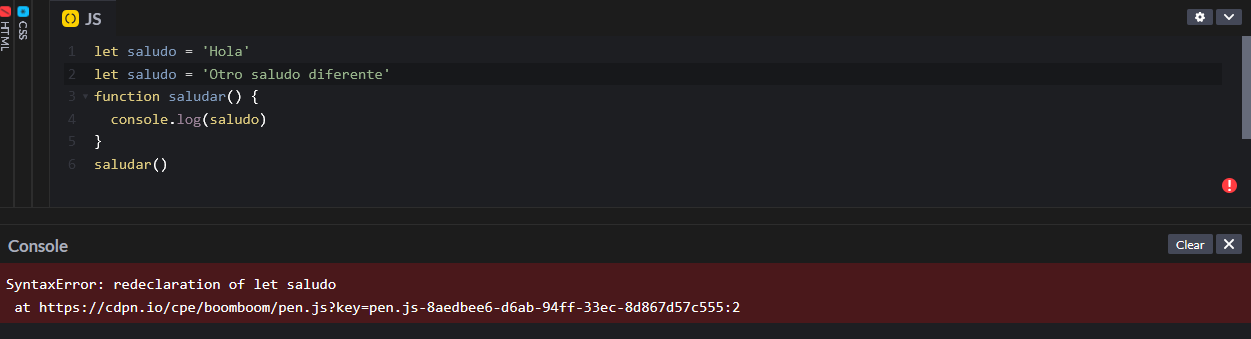 HTML
CSS
JS
1 let saludo = 'Hola'
2 let saludo = 'Otro saludo diferente'
3 function saludar() {
4 console.log(saludo)
5 }
6 saludar()
Console
Clear
SyntaxError: redeclaration of let saludo
at https://cdpn.io/cpe/boomboom/pen.js?key=pen.js-8aedbee6-d6ab-94ff-33ec-8d867d57c555:2